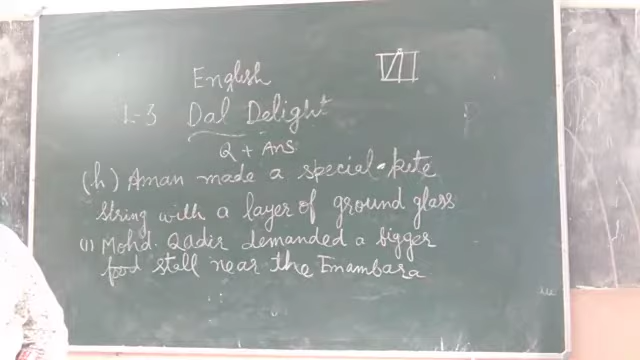 English
VII
L-3 Dal Delight
Q + Ans
(h) Aman made a special kite
string with a layer of ground glass
(i) Mohd. Qadir demanded a bigger
food stall near the Emambara